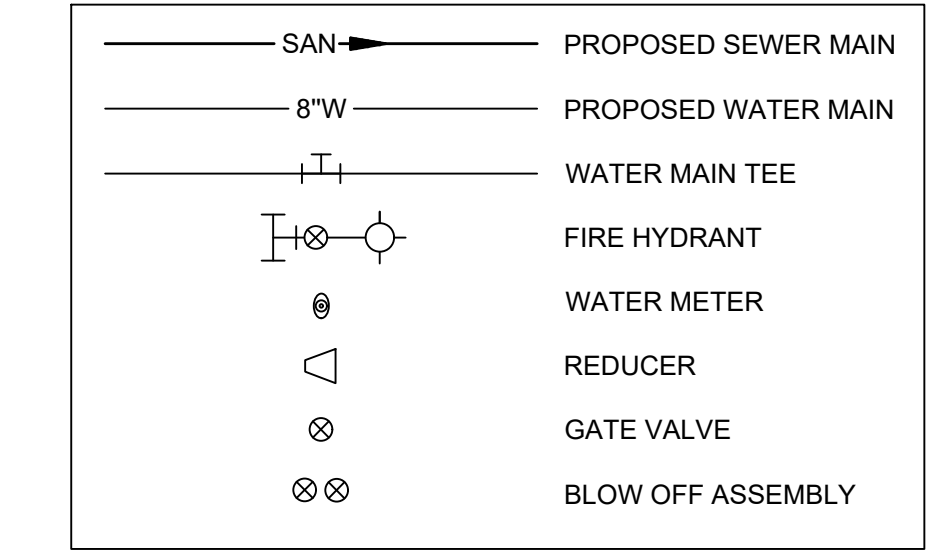 SAN PROPOSED SEWER MAIN
8"W PROPOSED WATER MAIN
WATER MAIN TEE
FIRE HYDRANT
WATER METER
REDUCER
GATE VALVE
BLOW OFF ASSEMBLY